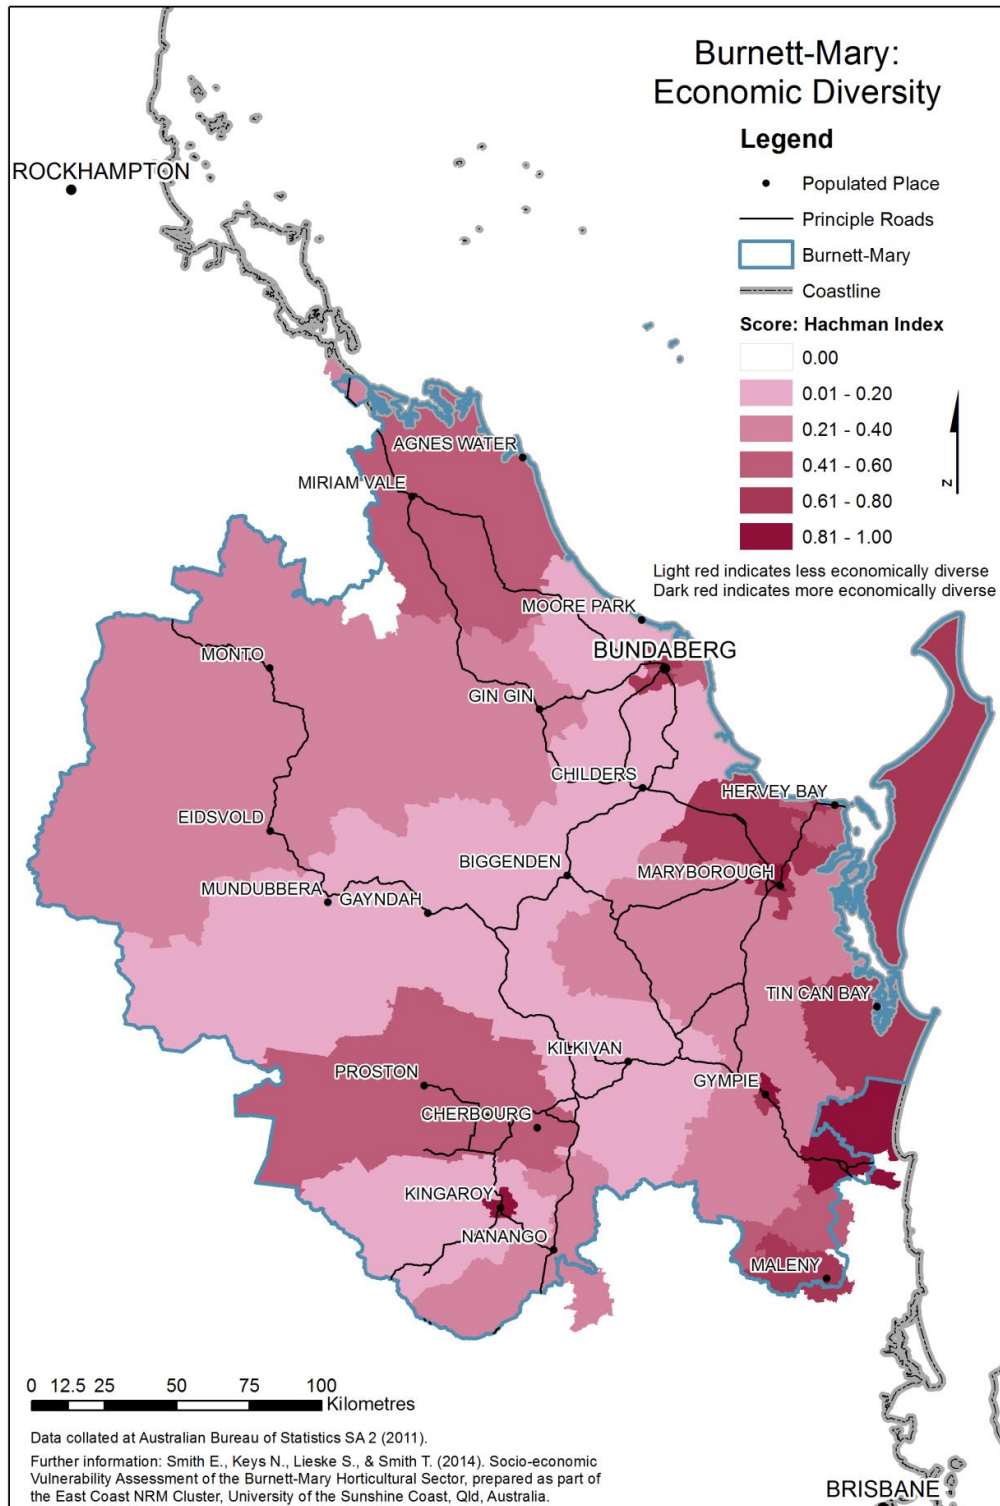 Burnett-Mary:
Economic Diversity
Legend
Populated Place
Principle Roads
Burnett-Mary
Coastline
Score: Hachman Index
0.00
0.01 - 0.20
0.21 - 0.40
0.41 - 0.60
0.61 - 0.80
0.81 - 1.00
N
Light red indicates less economically diverse
Dark red indicates more economically diverse
ROCKHAMPTON
AGNES WATER
MIRIAM VALE
MOORE PARK
BUNDABERG
MONTO
GIN GIN
CHILDERS
HERVEY BAY
EIDSVOLD
BIGGENDEN
MARYBOROUGH
MUNDUBBERA
GAYNDAH
TIN CAN BAY
KILKIVAN
PROSTON
GYMPIE
CHERBOURG
KINGAROY
NANANGO
MALENY
BRISBANE
0 12.5 25 50 75 100
Kilometres
Data collated at Australian Bureau of Statistics SA 2 (2011).
Further information: Smith E., Keys N., Lieske S., & Smith T. (2014). Socio-economic
Vulnerability Assessment of the Burnett-Mary Horticultural Sector, prepared as part of
the East Coast NRM Cluster, University of the Sunshine Coast, Qld, Australia.